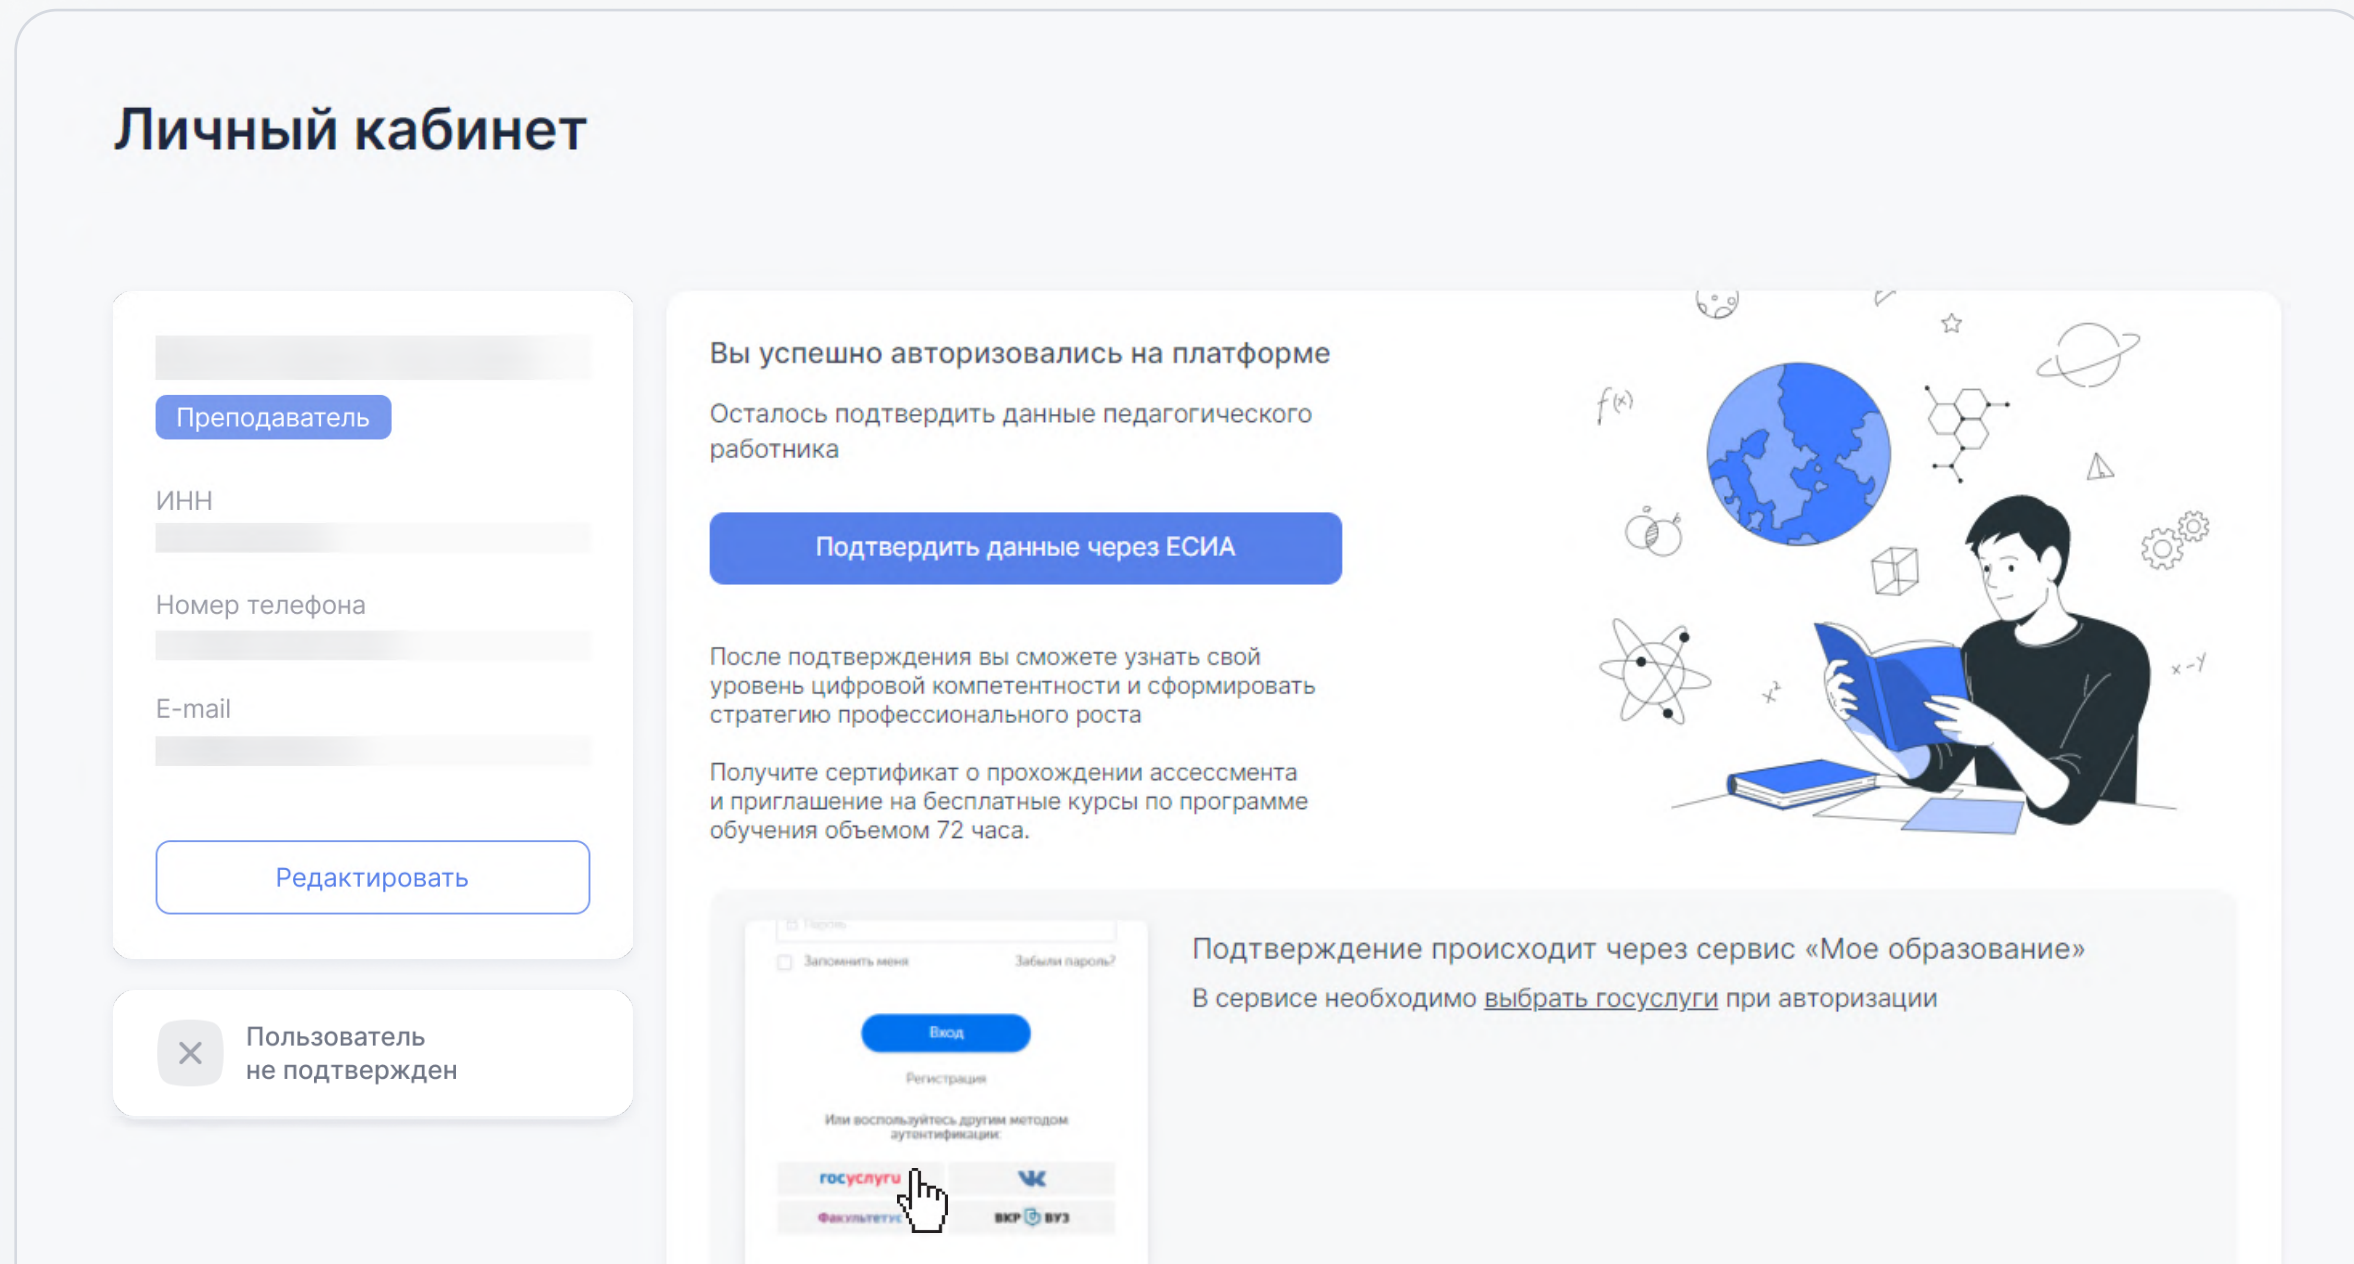 Личный кабинет
Преподаватель
ИНН
Номер телефона
E-mail
Редактировать
Пользователь
не подтвержден
Вы успешно авторизовались на платформе
Осталось подтвердить данные педагогического
работника
Подтвердить данные через ЕСИА
После подтверждения вы сможете узнать свой
уровень цифровой компетентности и сформировать
стратегию профессионального роста
Получите сертификат о прохождении ассессмента
и приглашение на бесплатные курсы по программе
обучения объемом 72 часа.
f(x)
a b
x²
x-y
Пароль
Запомнить меня Забыли пароль?
Вход
Регистрация
Или воспользуйтесь другим методом
аутентификации:
госуслуги
Факультетус ВКР ВУЗ
Подтверждение происходит через сервис «Мое образование»
В сервисе необходимо выбрать госуслуги при авторизации